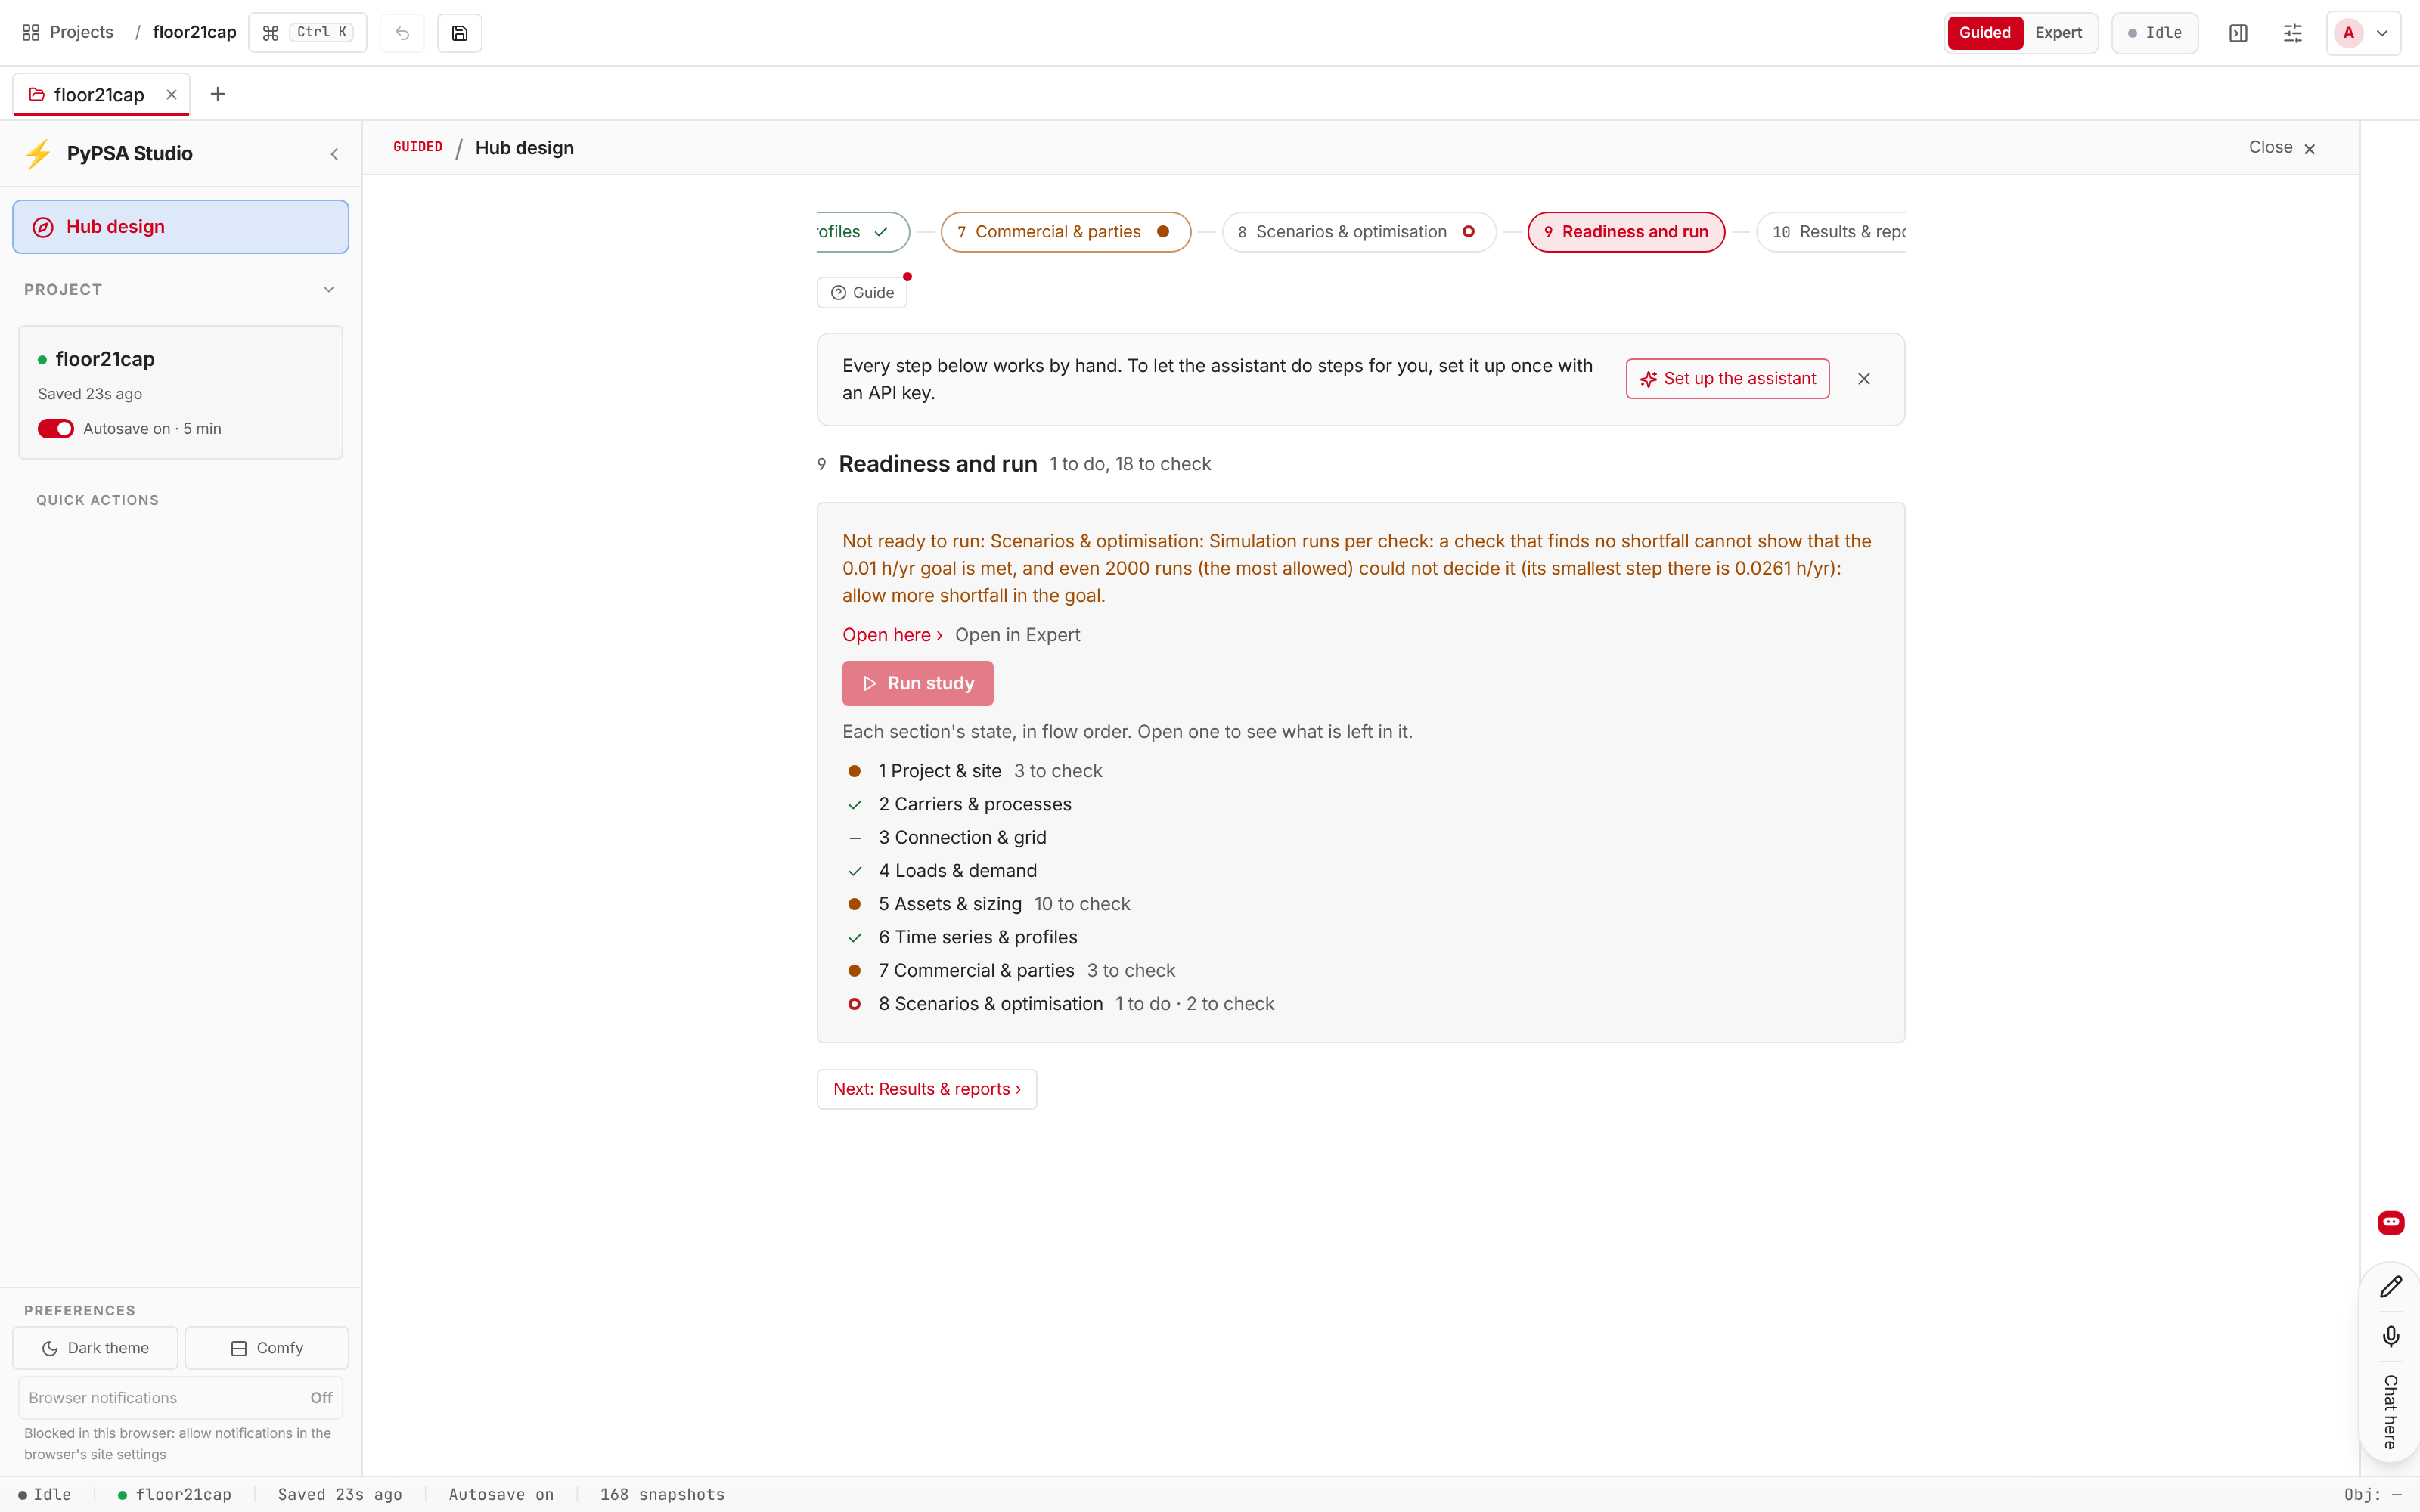 Projects / floor21cap Ctrl K Guided Expert Idle A
floor21cap
PyPSA Studio
GUIDED / Hub design Close
Hub design
ofiles 7 Commercial & parties 8 Scenarios & optimisation 9 Readiness and run 10 Results & repo
PROJECT
Guide
floor21cap
Saved 23s ago
Autosave on · 5 min
QUICK ACTIONS
Every step below works by hand. To let the assistant do steps for you, set it up once with
an API key.
Set up the assistant
9 Readiness and run 1 to do, 18 to check
Not ready to run: Scenarios & optimisation: Simulation runs per check: a check that finds no shortfall cannot show that the
0.01 h/yr goal is met, and even 2000 runs (the most allowed) could not decide it (its smallest step there is 0.0261 h/yr):
allow more shortfall in the goal.
Open here › Open in Expert
Run study
Each section's state, in flow order. Open one to see what is left in it.
1 Project & site 3 to check
2 Carriers & processes
3 Connection & grid
4 Loads & demand
5 Assets & sizing 10 to check
6 Time series & profiles
7 Commercial & parties 3 to check
8 Scenarios & optimisation 1 to do · 2 to check
Next: Results & reports ›
PREFERENCES
Dark theme Comfy
Browser notifications Off
Blocked in this browser: allow notifications in the
browser's site settings
Chat here
Idle floor21cap Saved 23s ago Autosave on 168 snapshots Obj: —